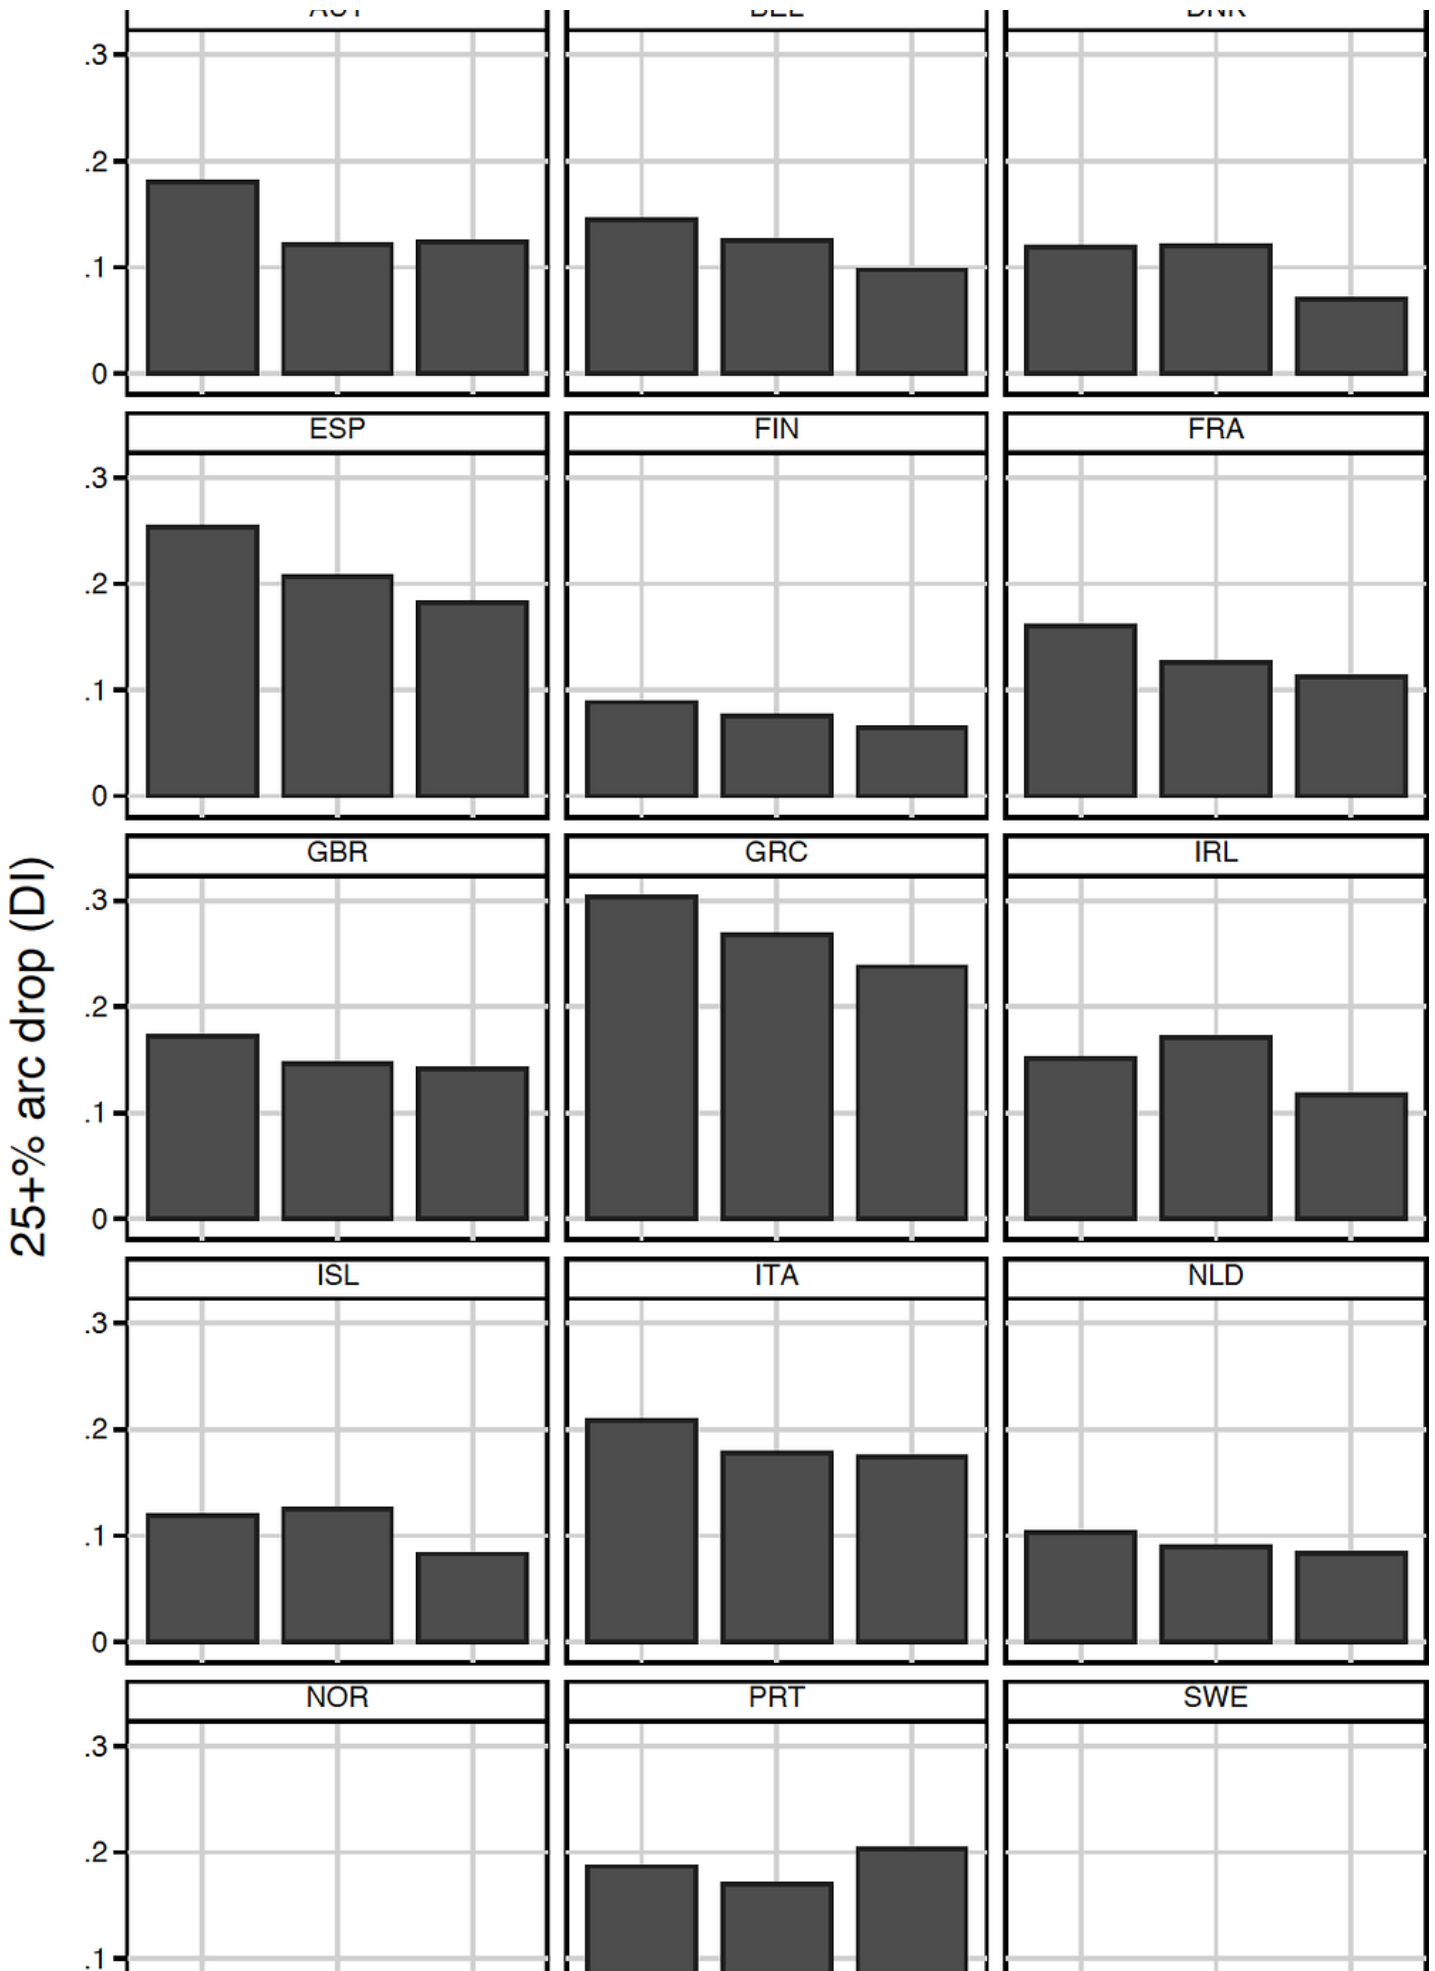 .3
.2
.1
0
ESP
FIN
FRA
.3
.2
.1
0
25+% arc drop (DI)
GBR
GRC
IRL
.3
.2
.1
0
ISL
ITA
NLD
.3
.2
.1
0
NOR
PRT
SWE
.3
.2
.1